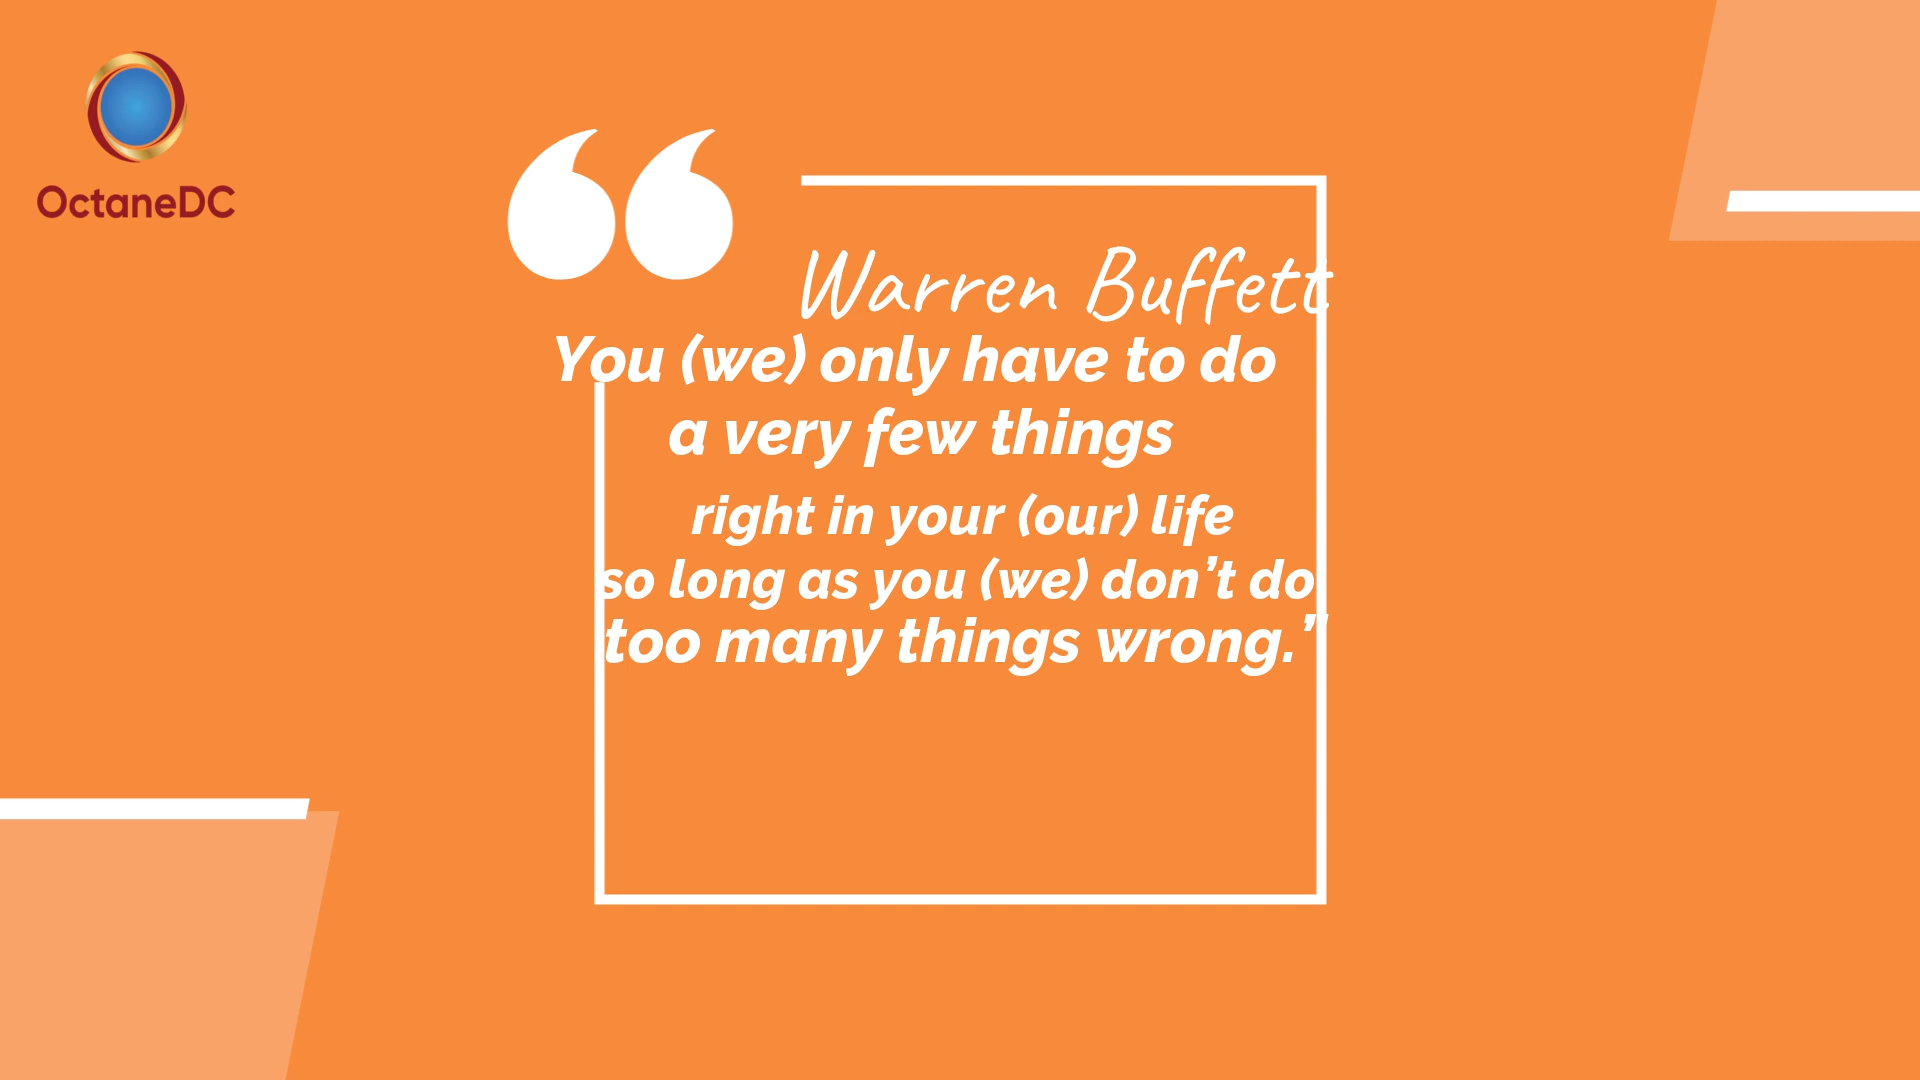 OctaneDC
Warren Buffett
You (we) only have to do
a very few things
right in your (our) life
so long as you (we) don’t do
too many things wrong.”